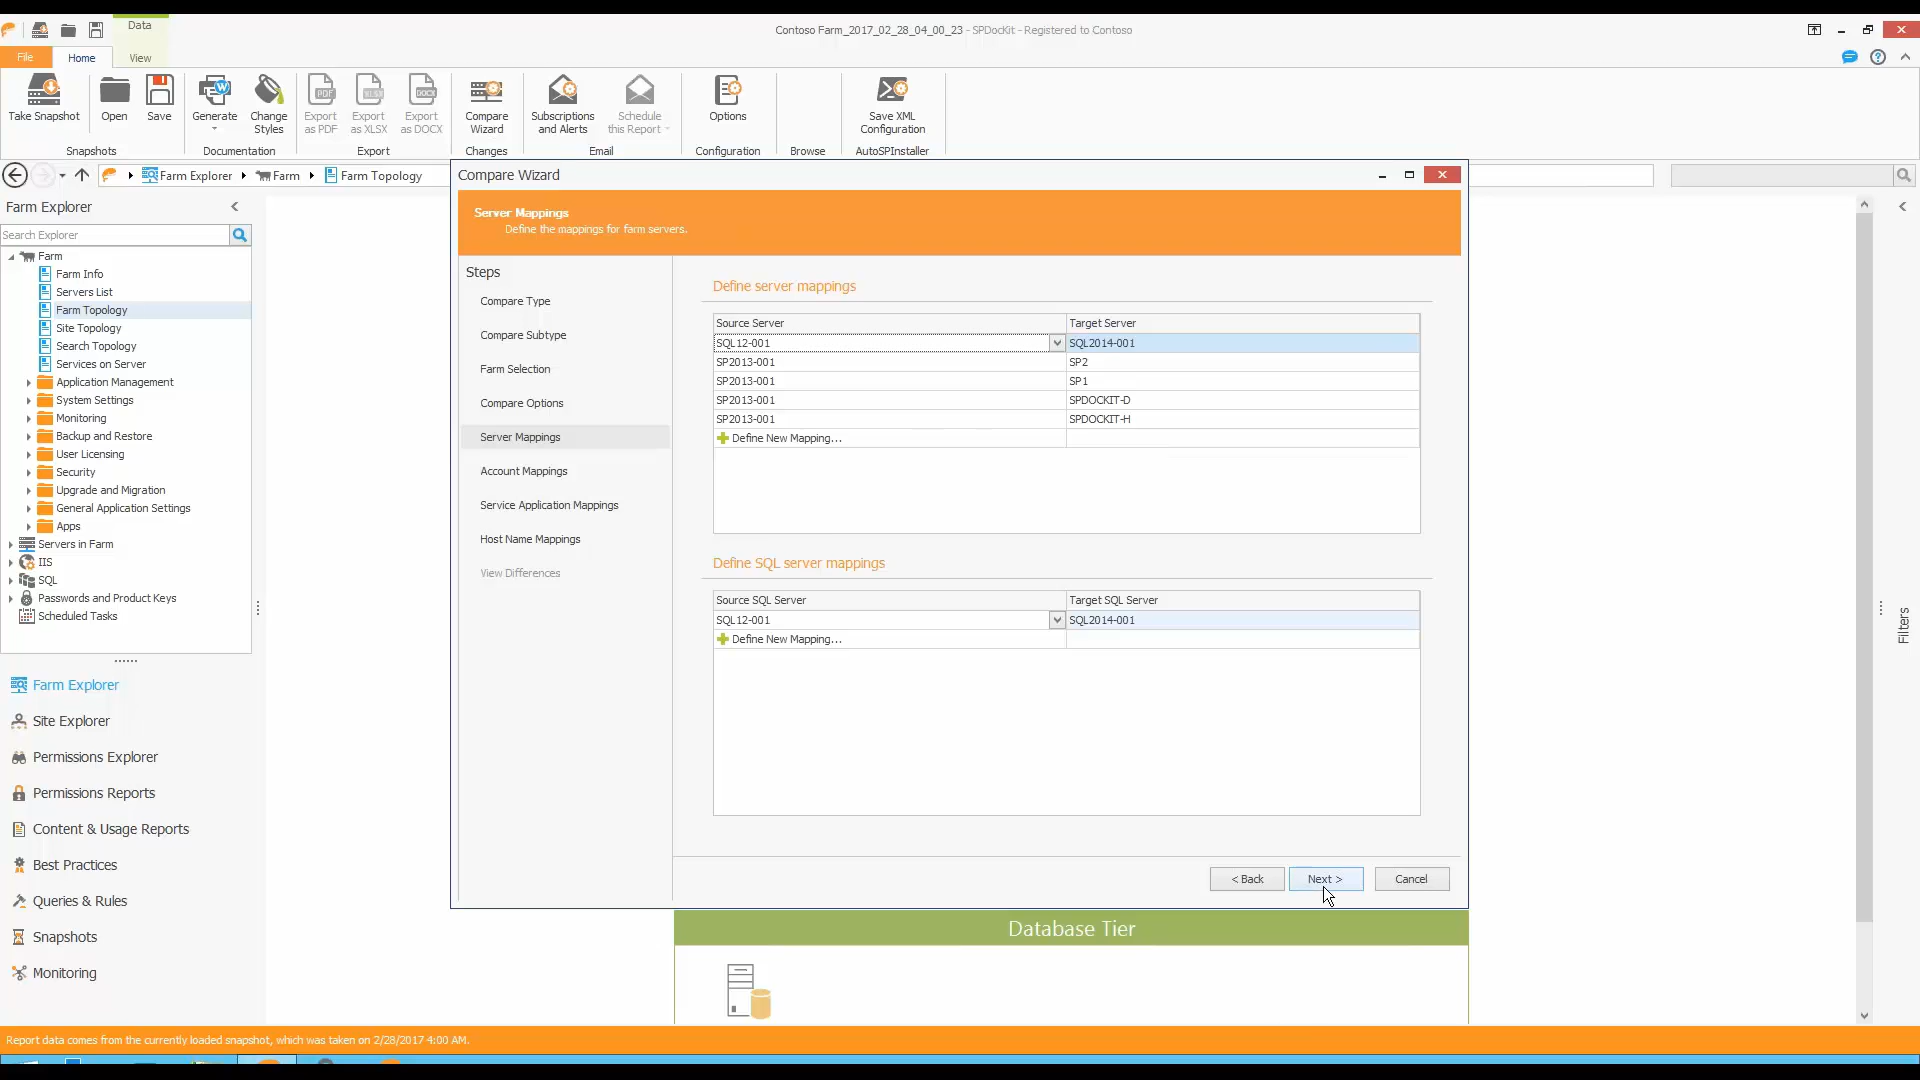 Data
Contoso Farm_2017_02_28_04_00_23 - SPDocKit - Registered to Contoso
File
Home
View
Take Snapshot
Open
Save
Generate
Change Styles
Export as PDF
Export as XLSX
Export as DOCX
Compare Wizard
Subscriptions and Alerts
Schedule this Report
Options
Save XML Configuration
Snapshots
Documentation
Export
Changes
Email
Configuration
Browse
AutoSPInstaller
Farm Explorer
Farm
Farm Topology
Farm Explorer
Search Explorer
Farm
Farm Info
Servers List
Farm Topology
Site Topology
Search Topology
Services on Server
Application Management
System Settings
Monitoring
Backup and Restore
User Licensing
Security
Upgrade and Migration
General Application Settings
Apps
Servers in Farm
IIS
SQL
Passwords and Product Keys
Scheduled Tasks
Farm Explorer
Site Explorer
Permissions Explorer
Permissions Reports
Content & Usage Reports
Best Practices
Queries & Rules
Snapshots
Monitoring
Compare Wizard
Server Mappings
Define the mappings for farm servers.
Steps
Compare Type
Compare Subtype
Farm Selection
Compare Options
Server Mappings
Account Mappings
Service Application Mappings
Host Name Mappings
View Differences
Define server mappings
Source Server Target Server
SQL12-001 SQL2014-001
SP2013-001 SP2
SP2013-001 SP1
SP2013-001 SPDOCKIT-D
SP2013-001 SPDOCKIT-H
Define New Mapping...
Define SQL server mappings
Source SQL Server Target SQL Server
SQL12-001 SQL2014-001
Define New Mapping...
< Back
Next >
Cancel
Database Tier
Filters
Report data comes from the currently loaded snapshot, which was taken on 2/28/2017 4:00 AM.